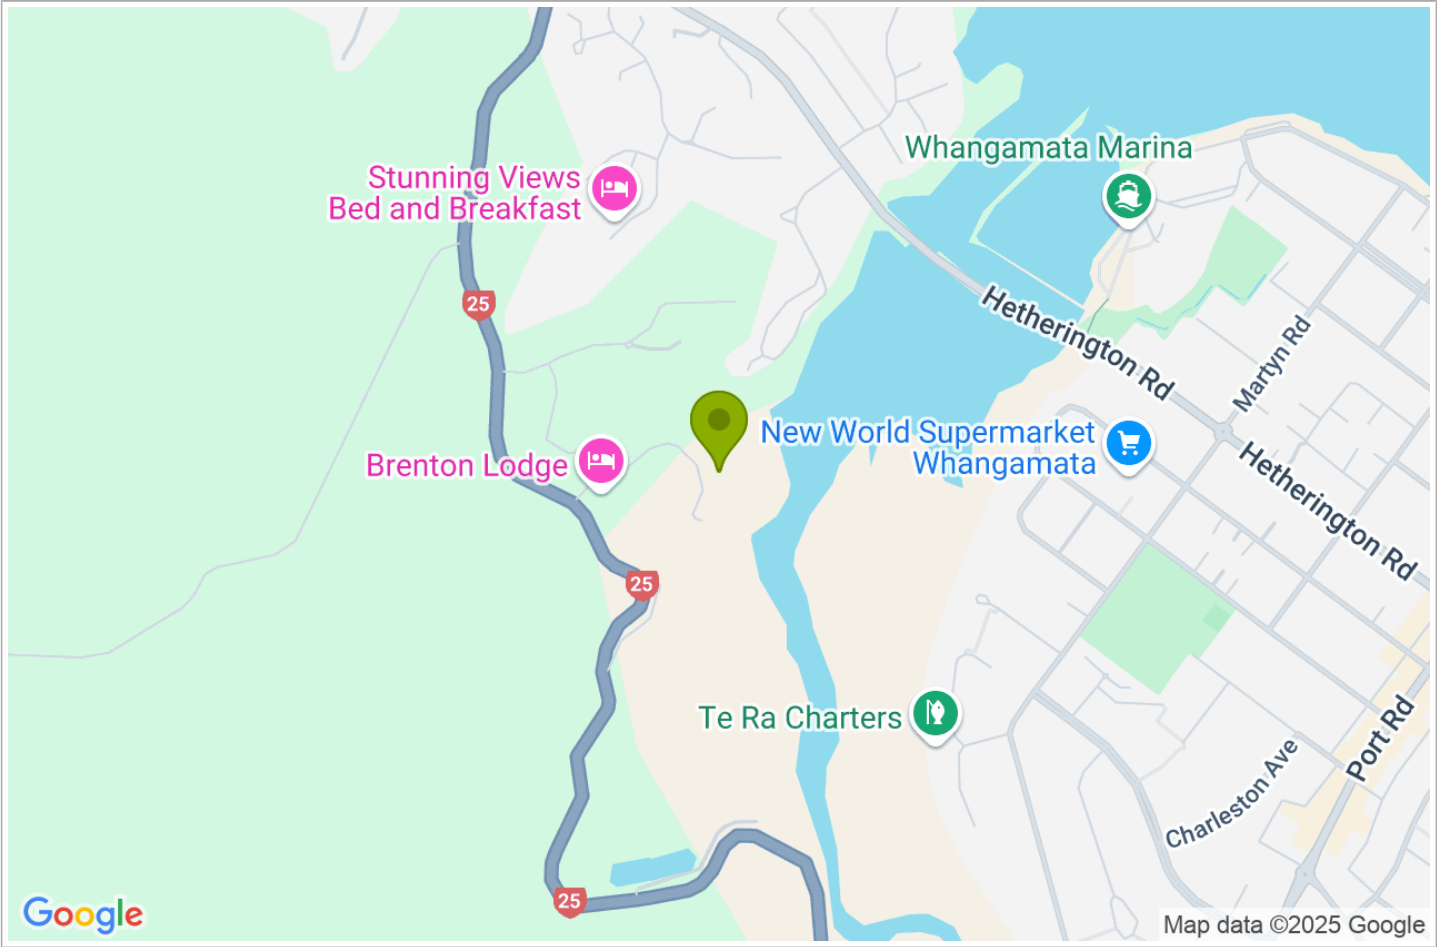 Whangamata Marina
Stunning Views
Bed and Breakfast
25
Hetherington Rd
Martyn Rd
New World Supermarket
Whangamata
Brenton Lodge
Hetherington Rd
25
Te Ra Charters
Port Rd
Charleston Ave
25
Google
Map data ©2025 Google